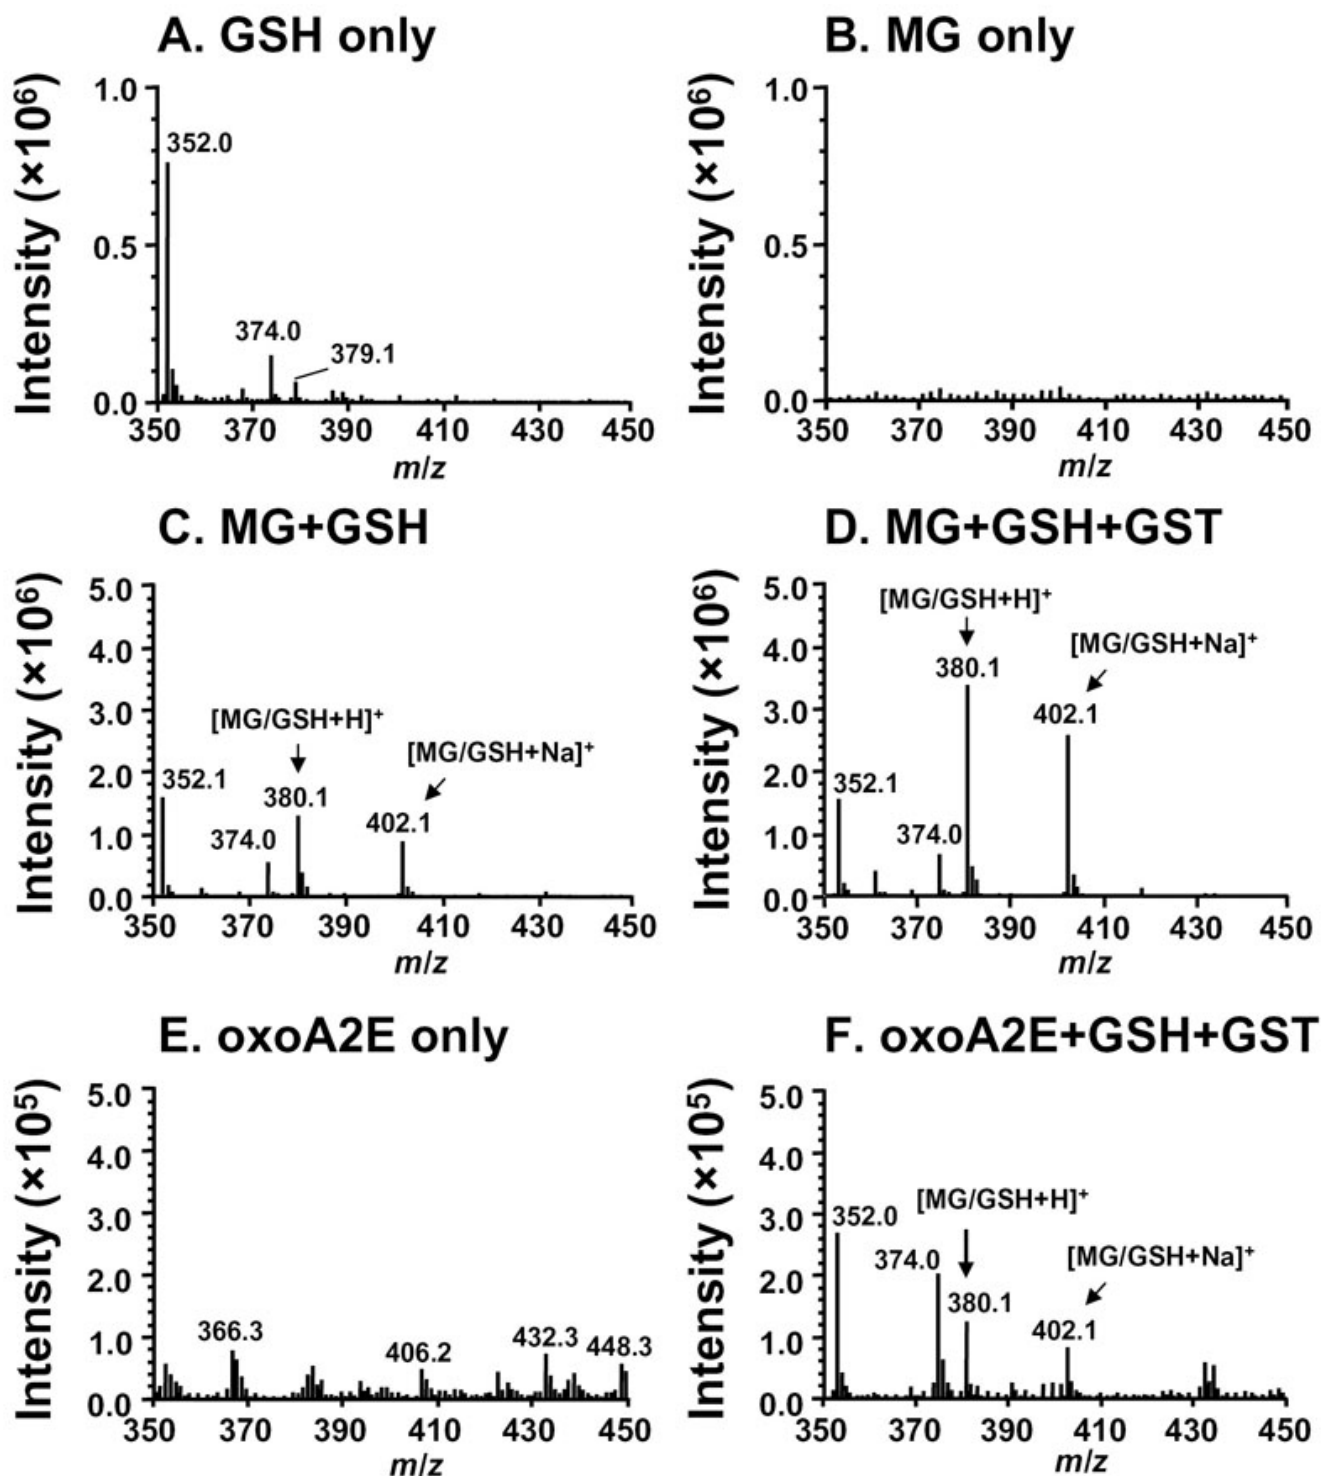 A. GSH only
Intensity (×10⁶)
1.0
0.5
0.0
352.0
374.0
379.1
350 370 390 410 430 450
m/z
B. MG only
Intensity (×10⁶)
1.0
0.5
0.0
350 370 390 410 430 450
m/z
C. MG+GSH
Intensity (×10⁶)
5.0
4.0
3.0
2.0
1.0
0.0
[MG/GSH+H]⁺
[MG/GSH+Na]⁺
352.1
380.1
402.1
374.0
350 370 390 410 430 450
m/z
D. MG+GSH+GST
Intensity (×10⁶)
5.0
4.0
3.0
2.0
1.0
0.0
[MG/GSH+H]⁺
[MG/GSH+Na]⁺
380.1
402.1
352.1
374.0
350 370 390 410 430 450
m/z
E. oxoA2E only
Intensity (×10⁵)
5.0
4.0
3.0
2.0
1.0
0.0
366.3
406.2
432.3
448.3
350 370 390 410 430 450
m/z
F. oxoA2E+GSH+GST
Intensity (×10⁵)
5.0
4.0
3.0
2.0
1.0
0.0
[MG/GSH+H]⁺
352.0
374.0
[MG/GSH+Na]⁺
380.1
402.1
350 370 390 410 430 450
m/z